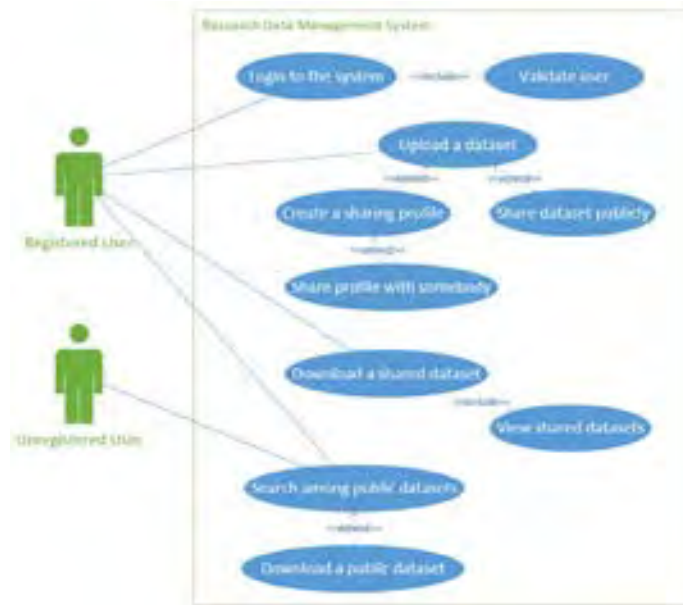 Research Data Management System
Login to the system
<<include>>
Validate user
Upload a dataset
<<extend>>
<<extend>>
Create a sharing profile
Share dataset publicly
Registered User
<<extend>>
Share profile with somebody
Download a shared dataset
<<include>>
View shared datasets
Unregistered User
Search among public datasets
<<extend>>
Download a public dataset